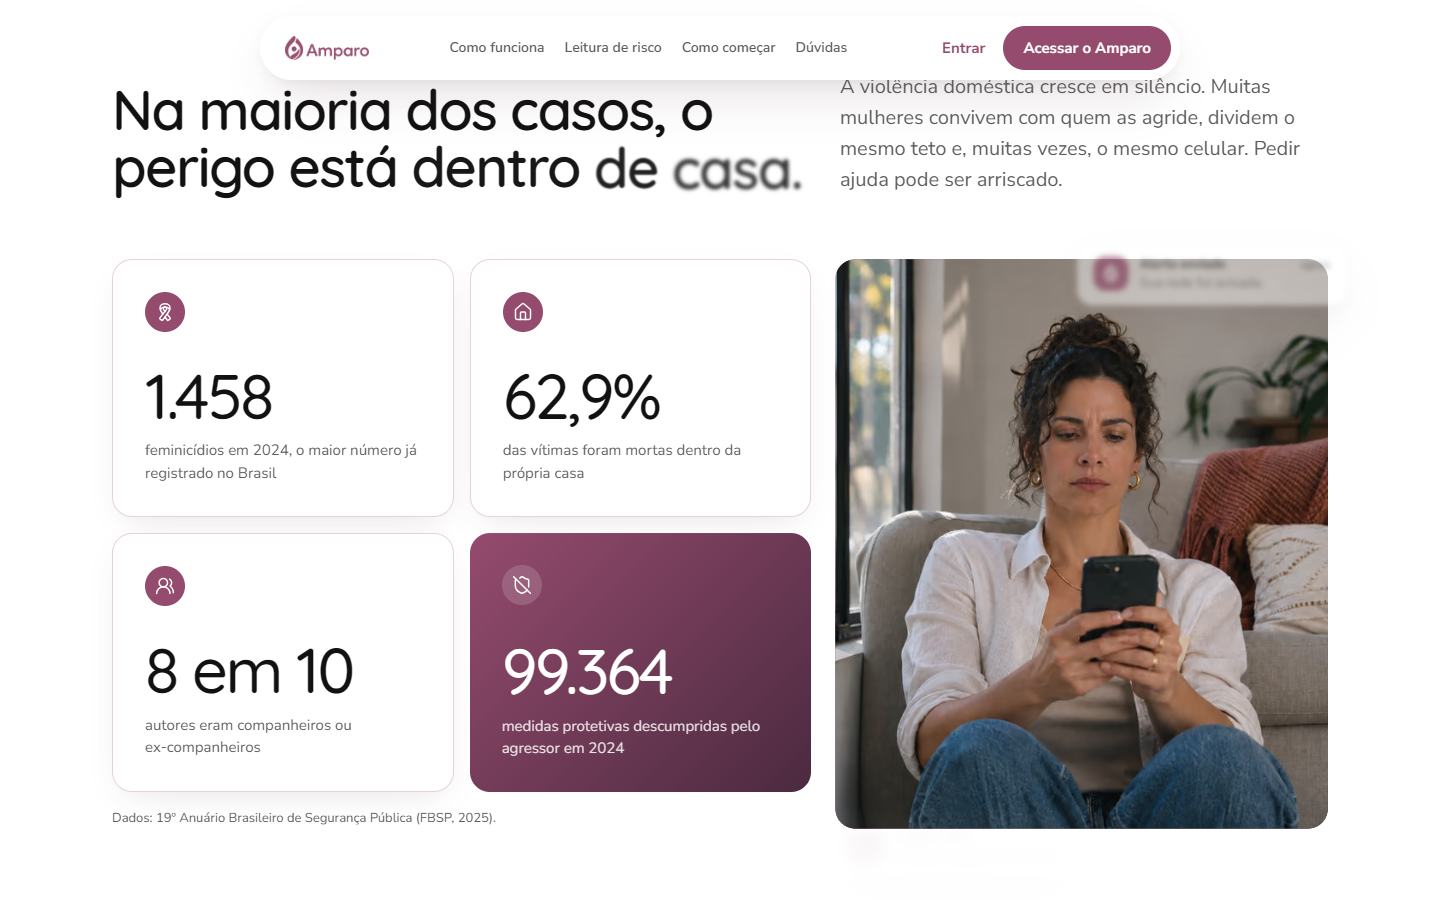 Amparo
Como funciona
Leitura de risco
Como começar
Dúvidas
Entrar
Acessar o Amparo
Na maioria dos casos, o
perigo está dentro de casa.
A violência doméstica cresce em silêncio. Muitas
mulheres convivem com quem as agride, dividem o
mesmo teto e, muitas vezes, o mesmo celular. Pedir
ajuda pode ser arriscado.
Alerta enviado
1.458
feminicídios em 2024, o maior número já
registrado no Brasil
62,9%
das vítimas foram mortas dentro da
própria casa
8 em 10
autores eram companheiros ou
ex-companheiros
99.364
medidas protetivas descumpridas pelo
agressor em 2024
Dados: 19º Anuário Brasileiro de Segurança Pública (FBSP, 2025).